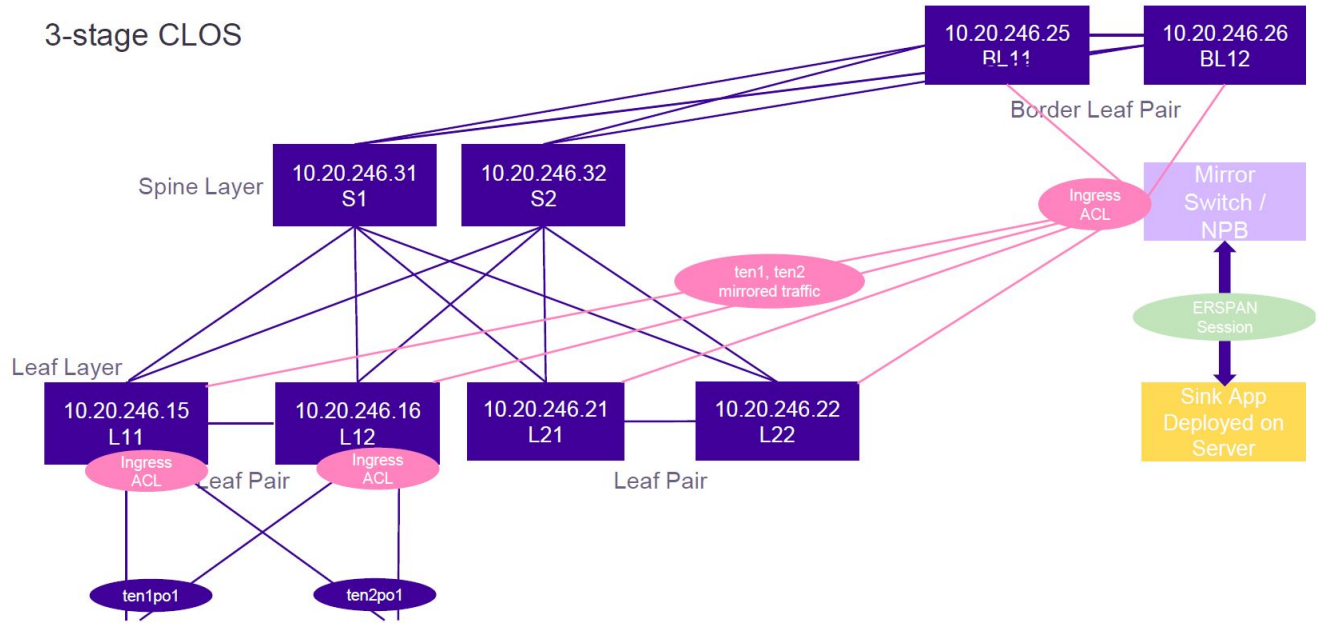 3-stage CLOS
10.20.246.25
BL11
10.20.246.26
BL12
Border Leaf Pair
Spine Layer
10.20.246.31
S1
10.20.246.32
S2
Ingress
ACL
Mirror
Switch /
NPB
ten1, ten2
mirrored traffic
ERSPAN
Session
Leaf Layer
10.20.246.15
L11
10.20.246.16
L12
10.20.246.21
L21
10.20.246.22
L22
Sink App
Deployed on
Server
Ingress
ACL
Ingress
ACL
Leaf Pair
Leaf Pair
ten1po1
ten2po1